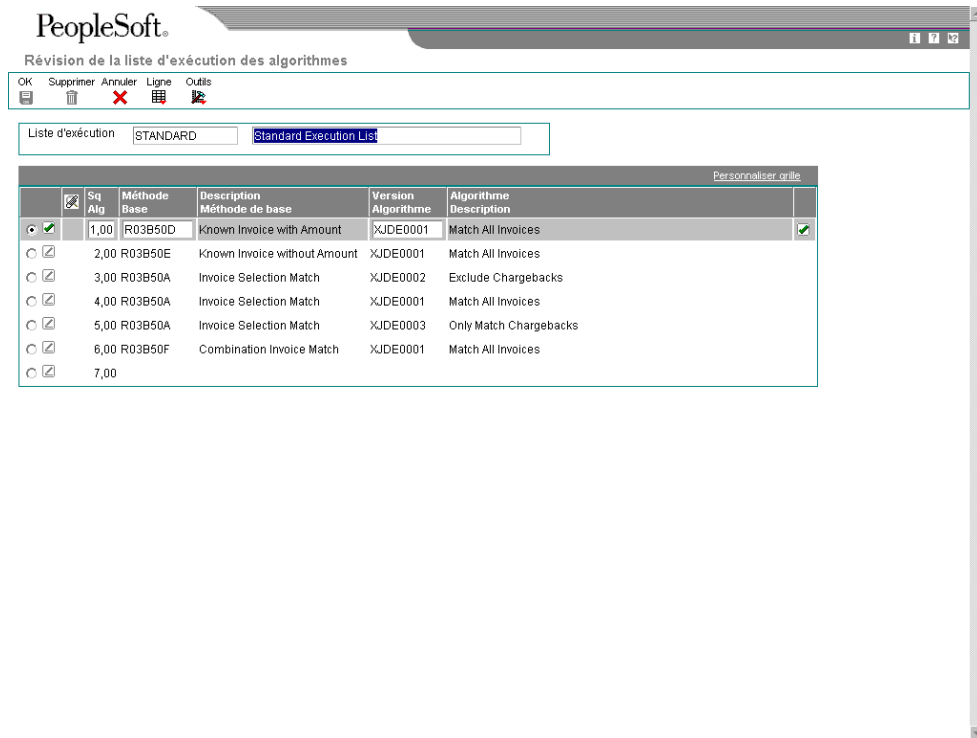 PeopleSoft®
Révision de la liste d'exécution des algorithmes
OK Supprimer Annuler Ligne Outils
Liste d'exécution STANDARD Standard Execution List
Personnaliser grille
Sq Alg Méthode Base Description Méthode de base Version Algorithme Algorithme Description
1,00 R03B50D Known Invoice with Amount XJDE0001 Match All Invoices
2,00 R03B50E Known Invoice without Amount XJDE0001 Match All Invoices
3,00 R03B50A Invoice Selection Match XJDE0002 Exclude Chargebacks
4,00 R03B50A Invoice Selection Match XJDE0001 Match All Invoices
5,00 R03B50A Invoice Selection Match XJDE0003 Only Match Chargebacks
6,00 R03B50F Combination Invoice Match XJDE0001 Match All Invoices
7,00